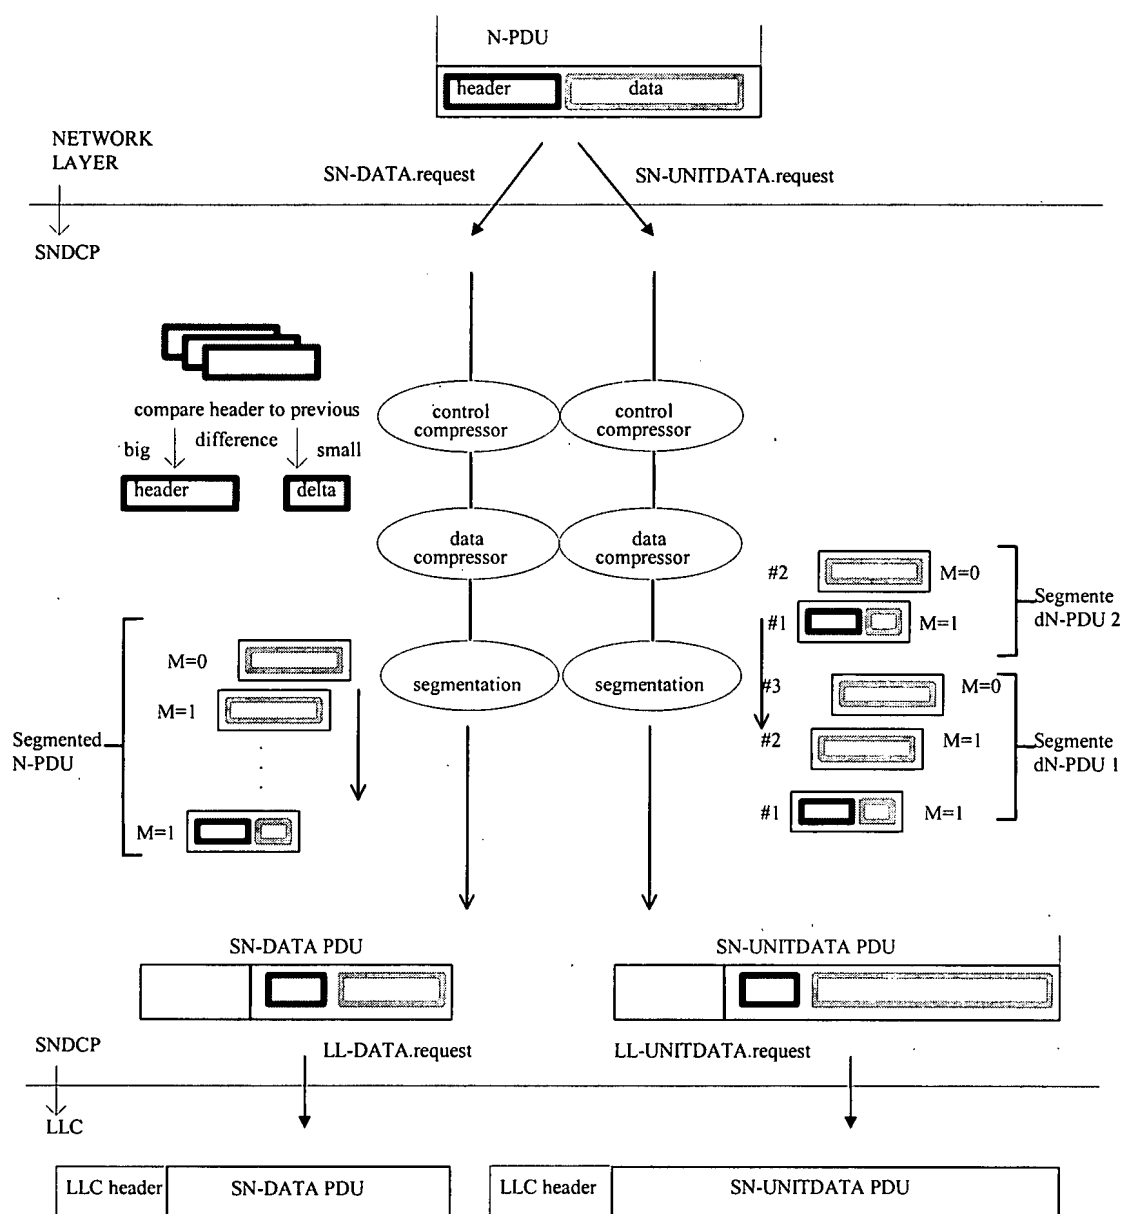 N-PDU
header
data
NETWORK
LAYER
SN-DATA.request
SN-UNITDATA.request
SNDCP
compare header to previous
big
difference
small
header
delta
control
compressor
control
compressor
data
compressor
data
compressor
segmentation
segmentation
#2
M=0
#1
M=1
Segmente
dN-PDU 2
#3
M=0
#2
M=1
#1
M=1
Segmente
dN-PDU 1
M=0
M=1
M=1
Segmented
N-PDU
SN-DATA PDU
SN-UNITDATA PDU
SNDCP
LL-DATA.request
LL-UNITDATA.request
LLC
LLC header
SN-DATA PDU
LLC header
SN-UNITDATA PDU